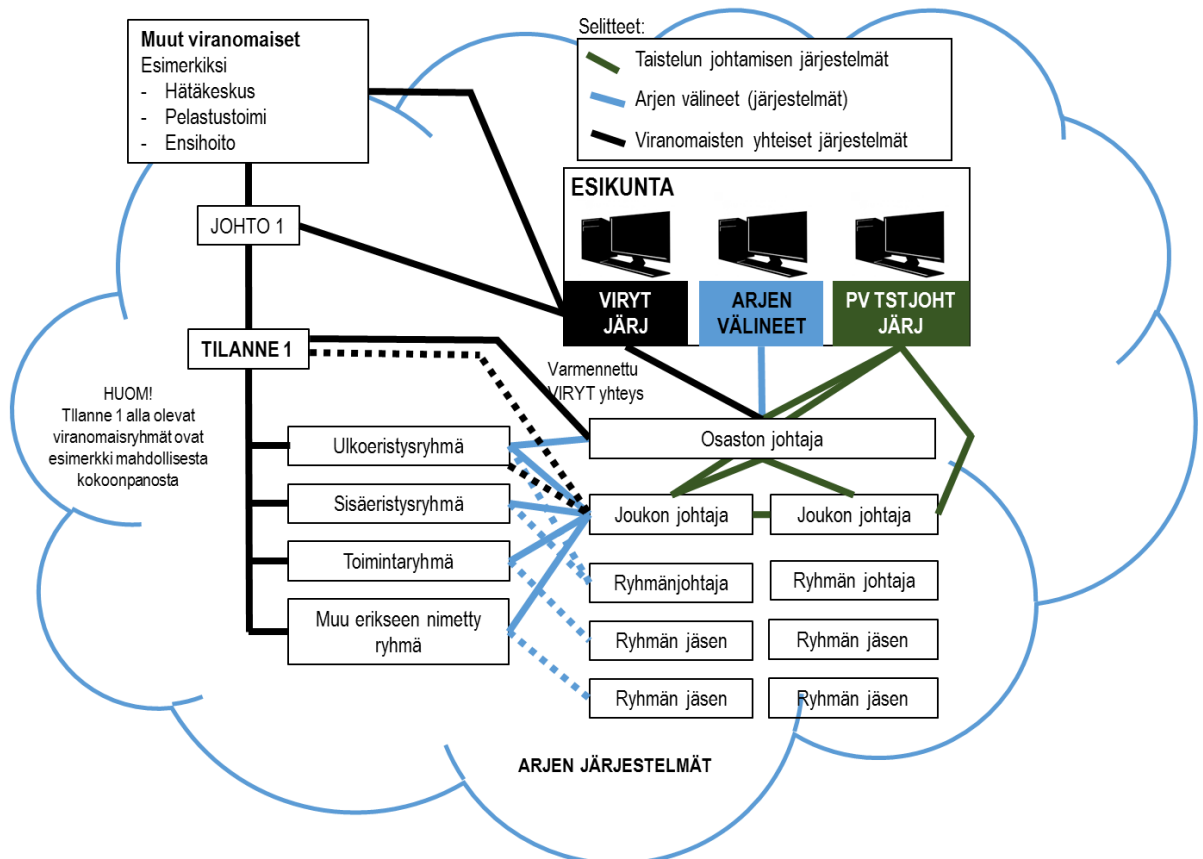 Muut viranomaiset
Esimerkiksi
- Hätäkeskus
- Pelastustoimi
- Ensihoito
Selitteet:
Taistelun johtamisen järjestelmät
Arjen välineet (järjestelmät)
Viranomaisten yhteiset järjestelmät
ESIKUNTA
VIRYT
JÄRJ
ARJEN
VÄLINEET
PV TSTJOHT
JÄRJ
JOHTO 1
TILANNE 1
Varmennettu
VIRYT yhteys
HUOM!
TIlanne 1 alla olevat
viranomaisryhmät ovat
esimerkki mahdollisesta
kokoonpanosta
Ulkoeristysryhmä
Sisäeristysryhmä
Toimintaryhmä
Muu erikseen nimetty
ryhmä
Osaston johtaja
Joukon johtaja
Joukon johtaja
Ryhmänjohtaja
Ryhmän johtaja
Ryhmän jäsen
Ryhmän jäsen
Ryhmän jäsen
Ryhmän jäsen
ARJEN JÄRJESTELMÄT